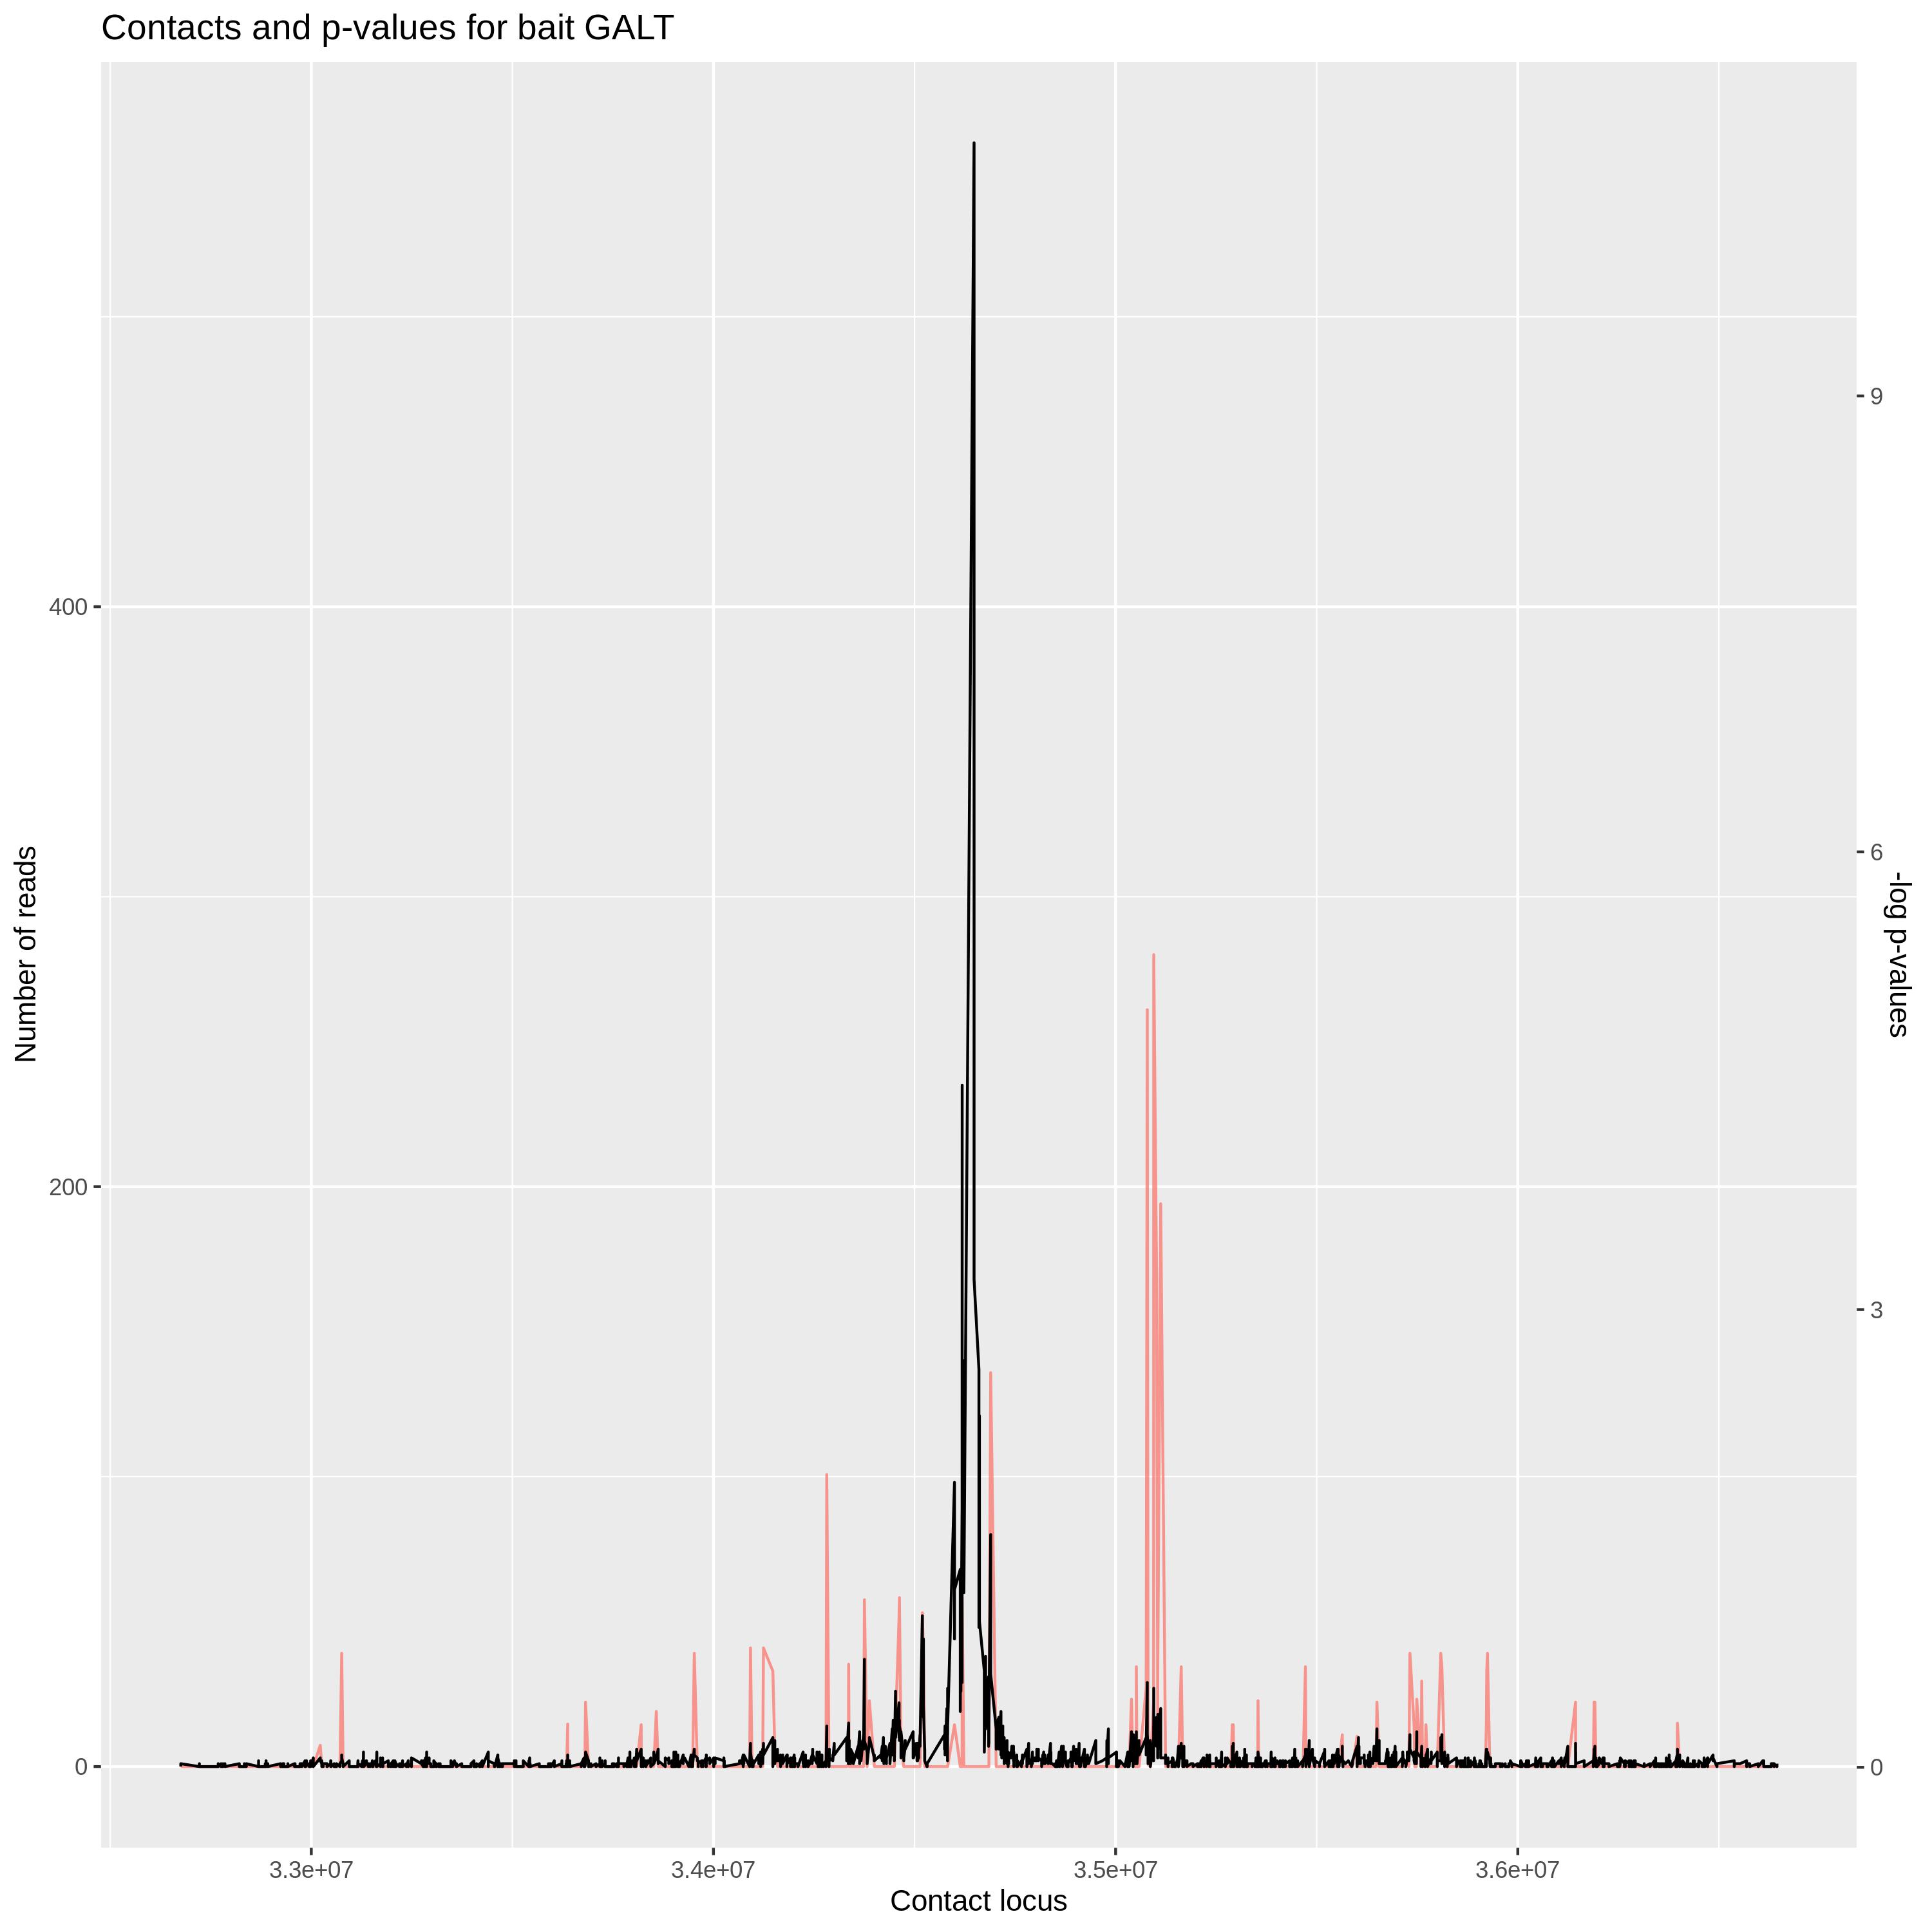 Contacts and p-values for bait GALT
Number of reads
400
200
0
9
6
3
0
-log p-values
3.3e+07
3.4e+07
3.5e+07
3.6e+07
Contact locus